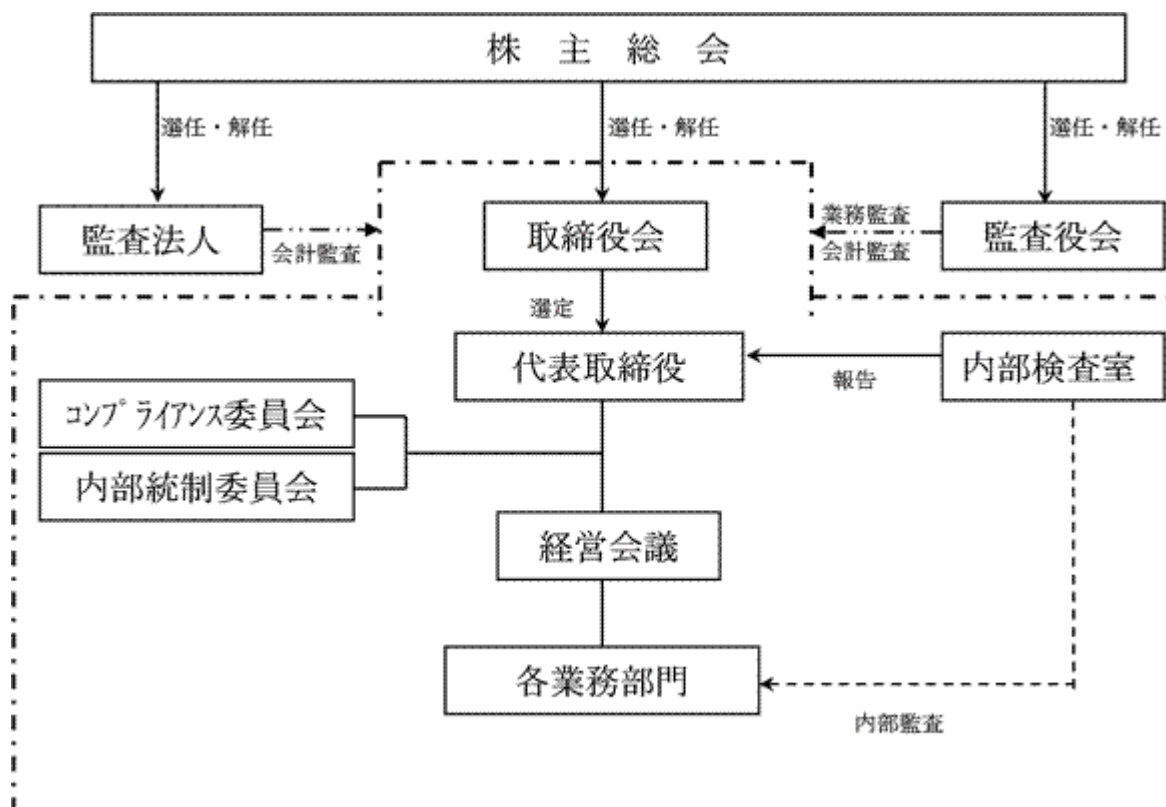 株 主 総 会
選任・解任
選任・解任
選任・解任
監査法人
会計監査
取締役会
業務監査
会計監査
監査役会
選定
代表取締役
報告
内部検査室
ｺﾝﾌﾟﾗｲｱﾝｽ委員会
内部統制委員会
経営会議
各業務部門
内部監査